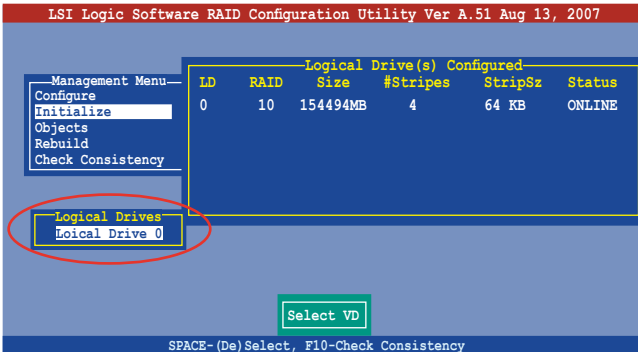 LSI Logic Software RAID Configuration Utility Ver A.51 Aug 13, 2007
Logical Drive(s) Configured
LD RAID Size #Stripes StripSz Status
0 10 154494MB 4 64 KB ONLINE
Management Menu
Configure
Initialize
Objects
Rebuild
Check Consistency
Logical Drives
Loical Drive 0
Select VD
SPACE-(De)Select, F10-Check Consistency